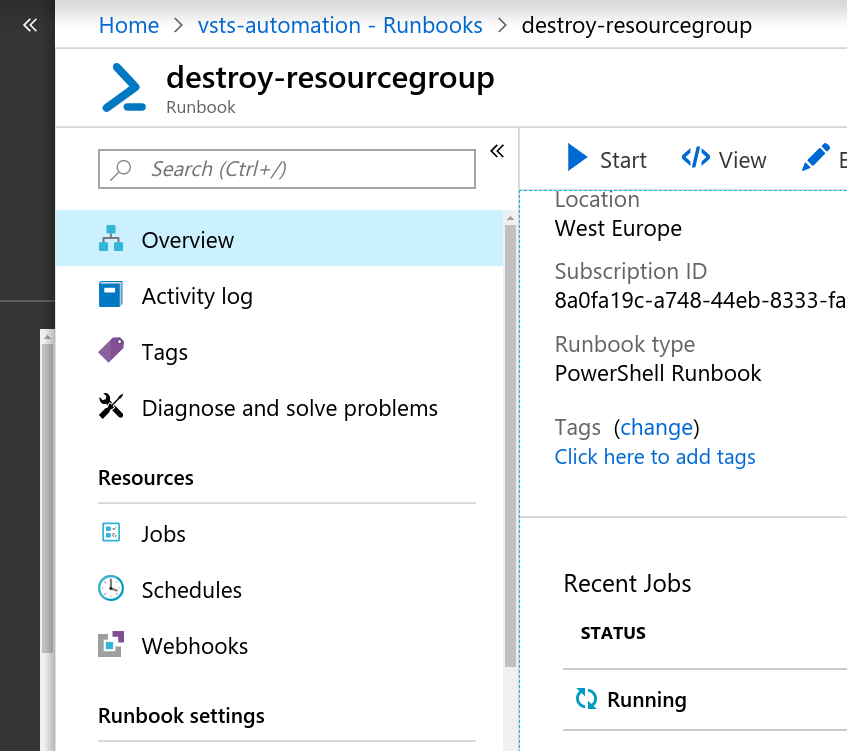 Home > vsts-automation - Runbooks > destroy-resourcegroup
destroy-resourcegroup
Runbook
Search (Ctrl+/)
Overview
Activity log
Tags
Diagnose and solve problems
Resources
Jobs
Schedules
Webhooks
Runbook settings
Start View E
Location
West Europe
Subscription ID
8a0fa19c-a748-44eb-8333-fa
Runbook type
PowerShell Runbook
Tags (change)
Click here to add tags
Recent Jobs
STATUS
Running